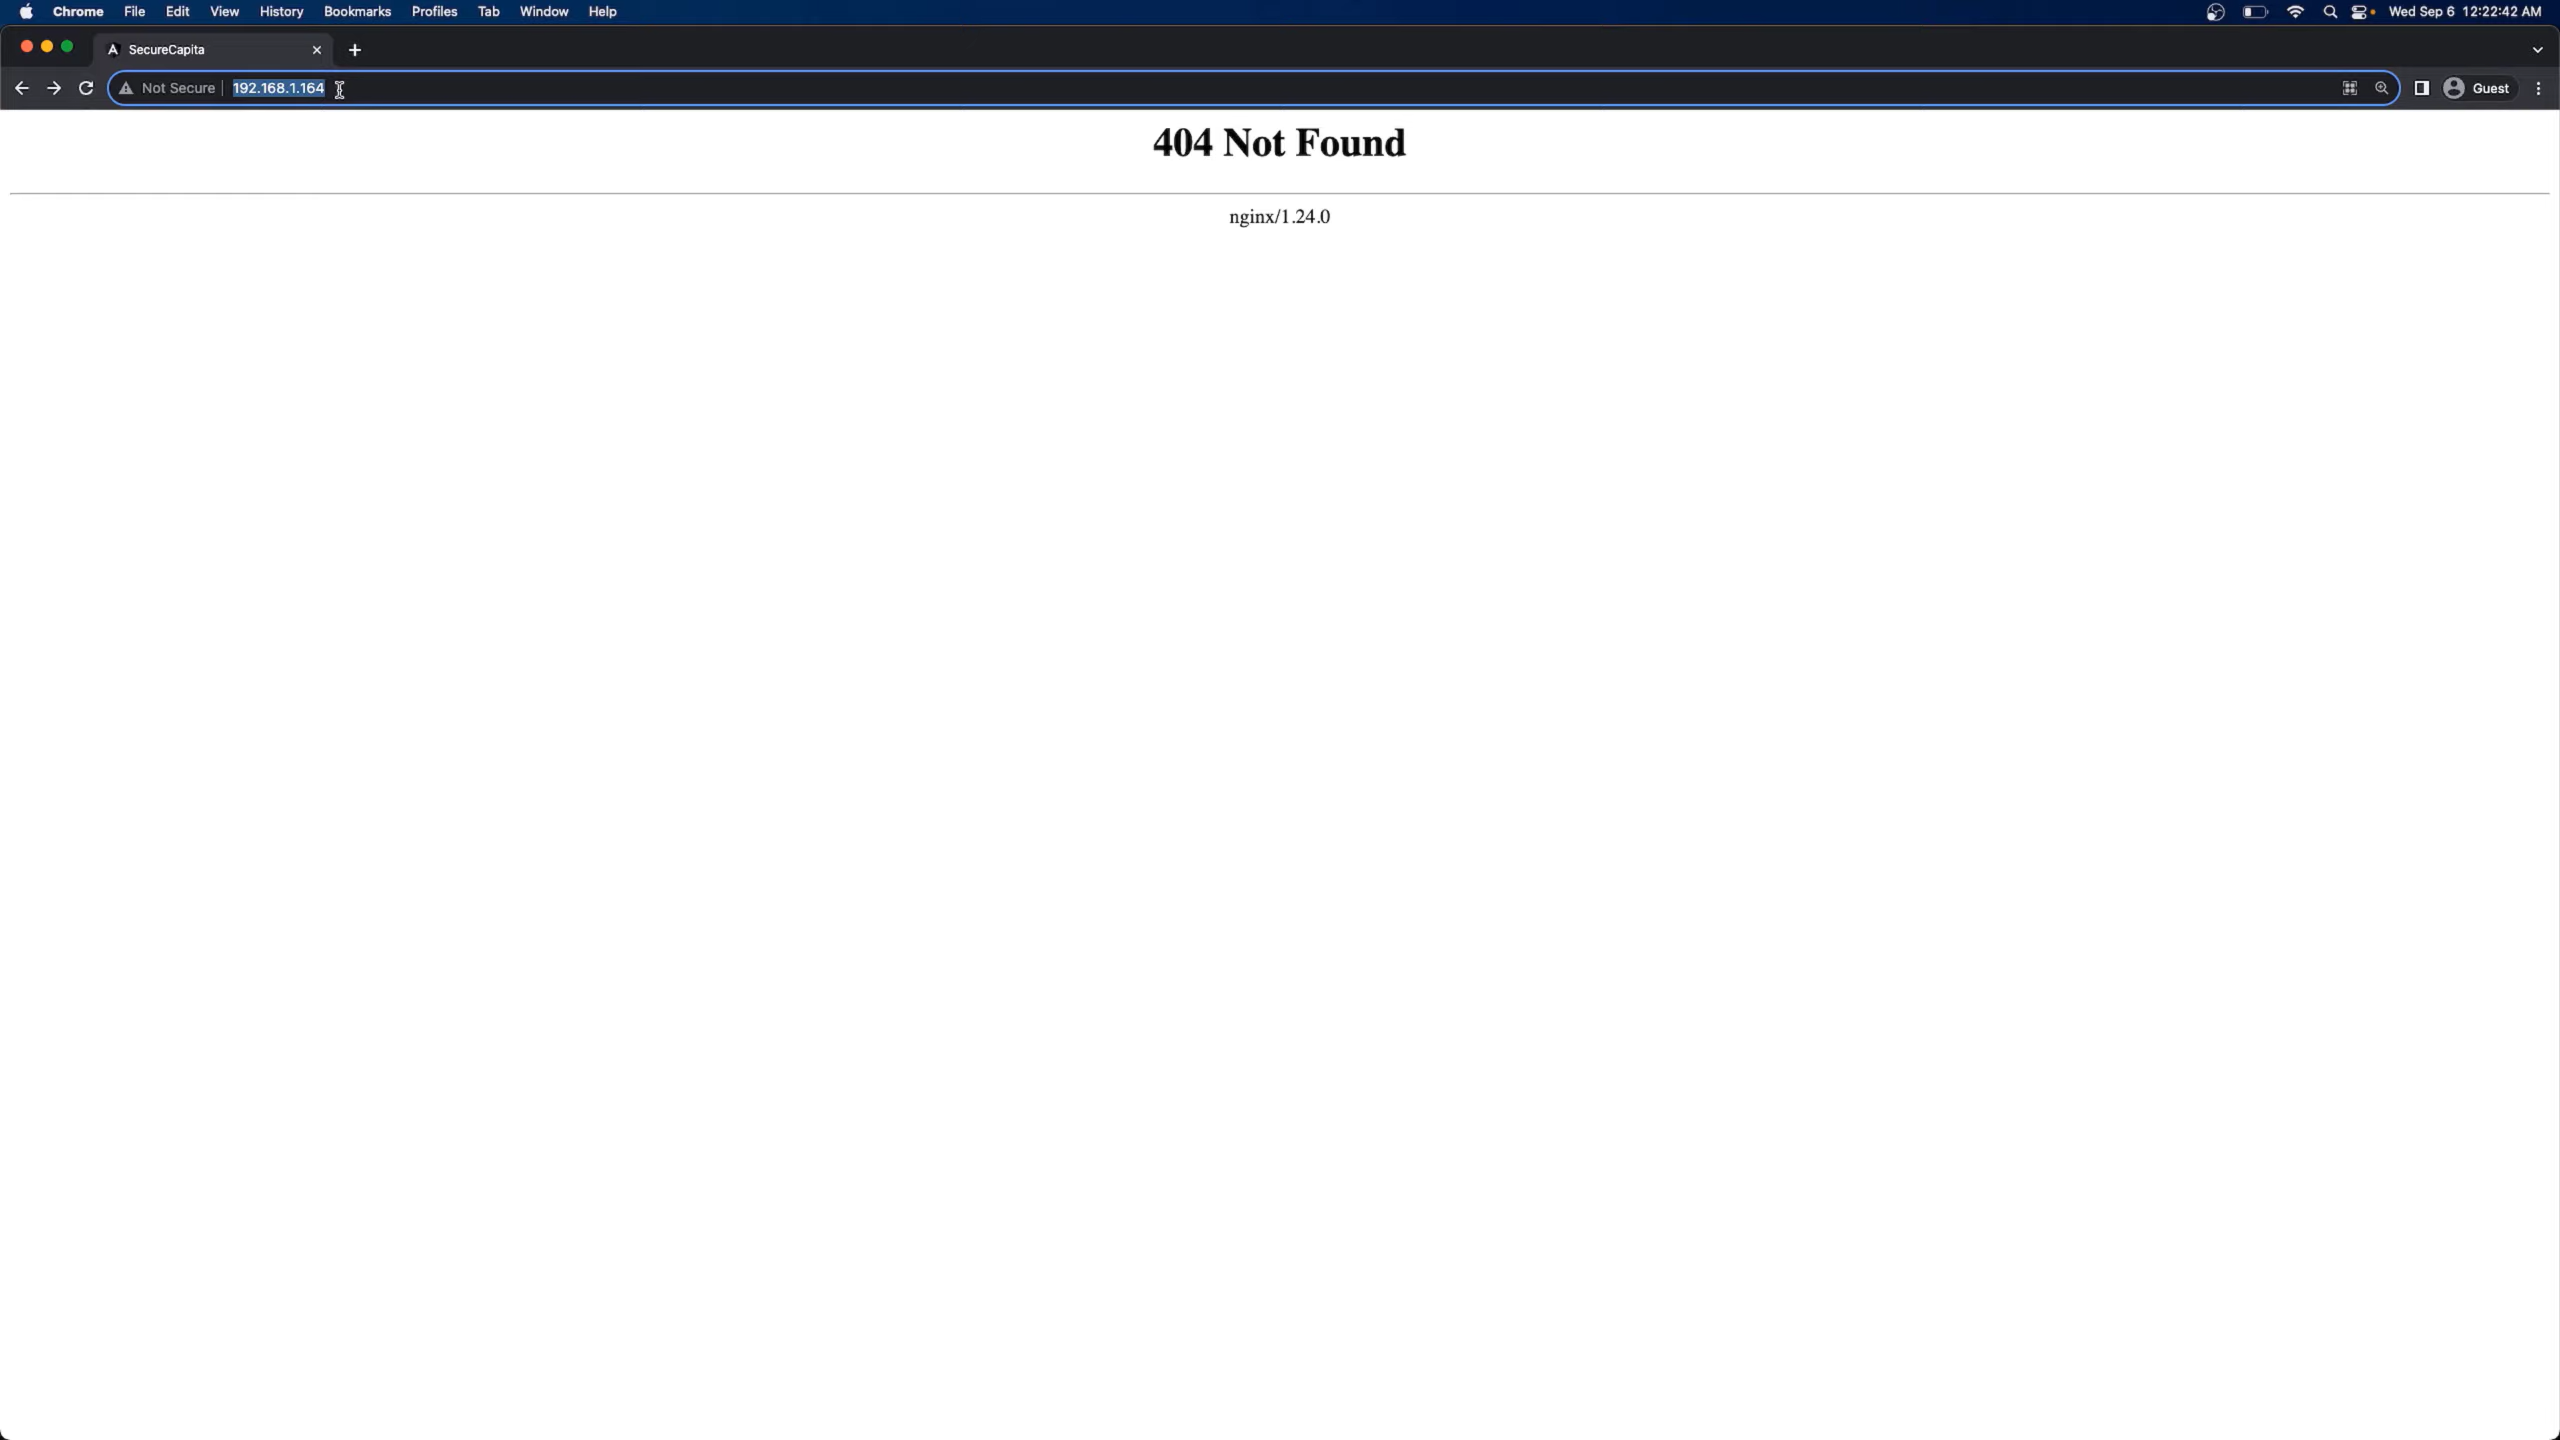 Chrome File Edit View History Bookmarks Profiles Tab Window Help Wed Sep 6 12:22:42 AM
SecureCapita
Not Secure 192.168.1.164 Guest
404 Not Found
nginx/1.24.0